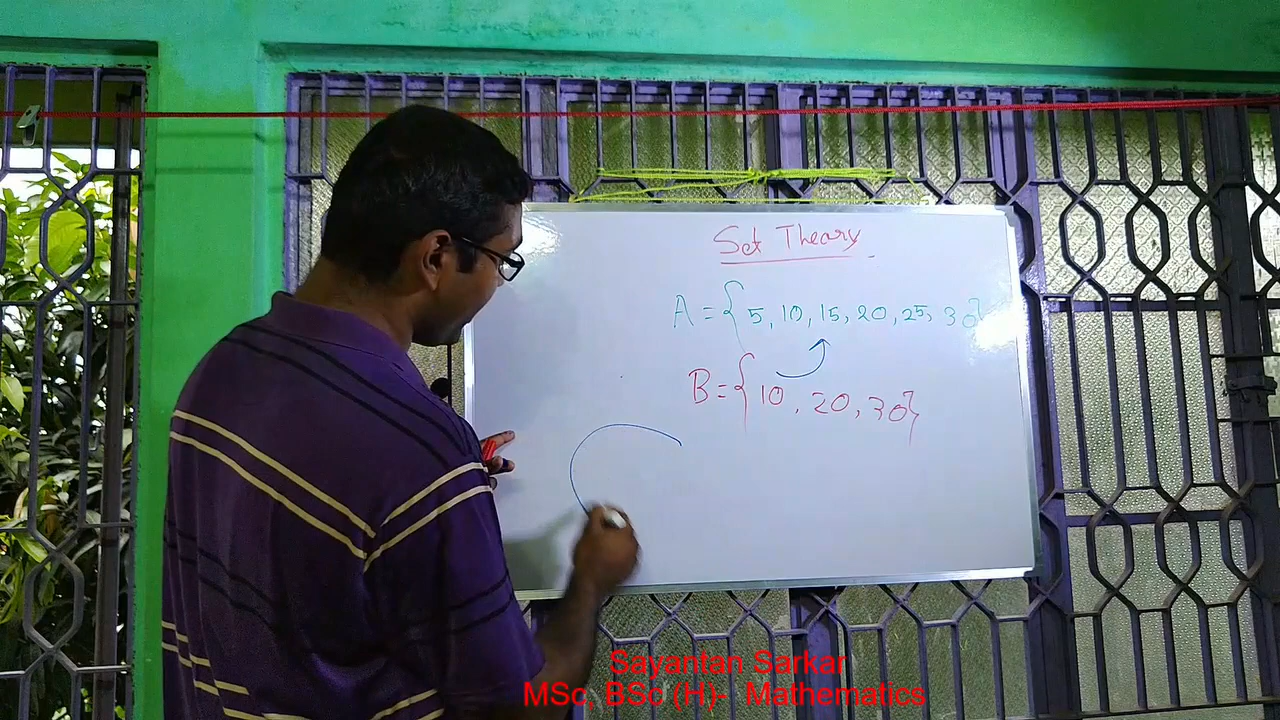 Set Theory
A = { 5, 10, 15, 20, 25, 30}
B = { 10, 20, 30}
Sayantan Sarkar
MSc, BSc (H)- Mathematics